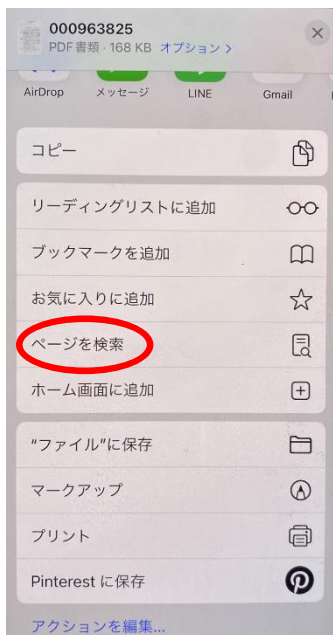 000963825
PDF書類・168 KB オプション >
AirDrop メッセージ LINE Gmail
コピー
リーディングリストに追加
ブックマークを追加
お気に入りに追加
ページを検索
ホーム画面に追加
"ファイル"に保存
マークアップ
プリント
Pinterest に保存
アクションを編集...